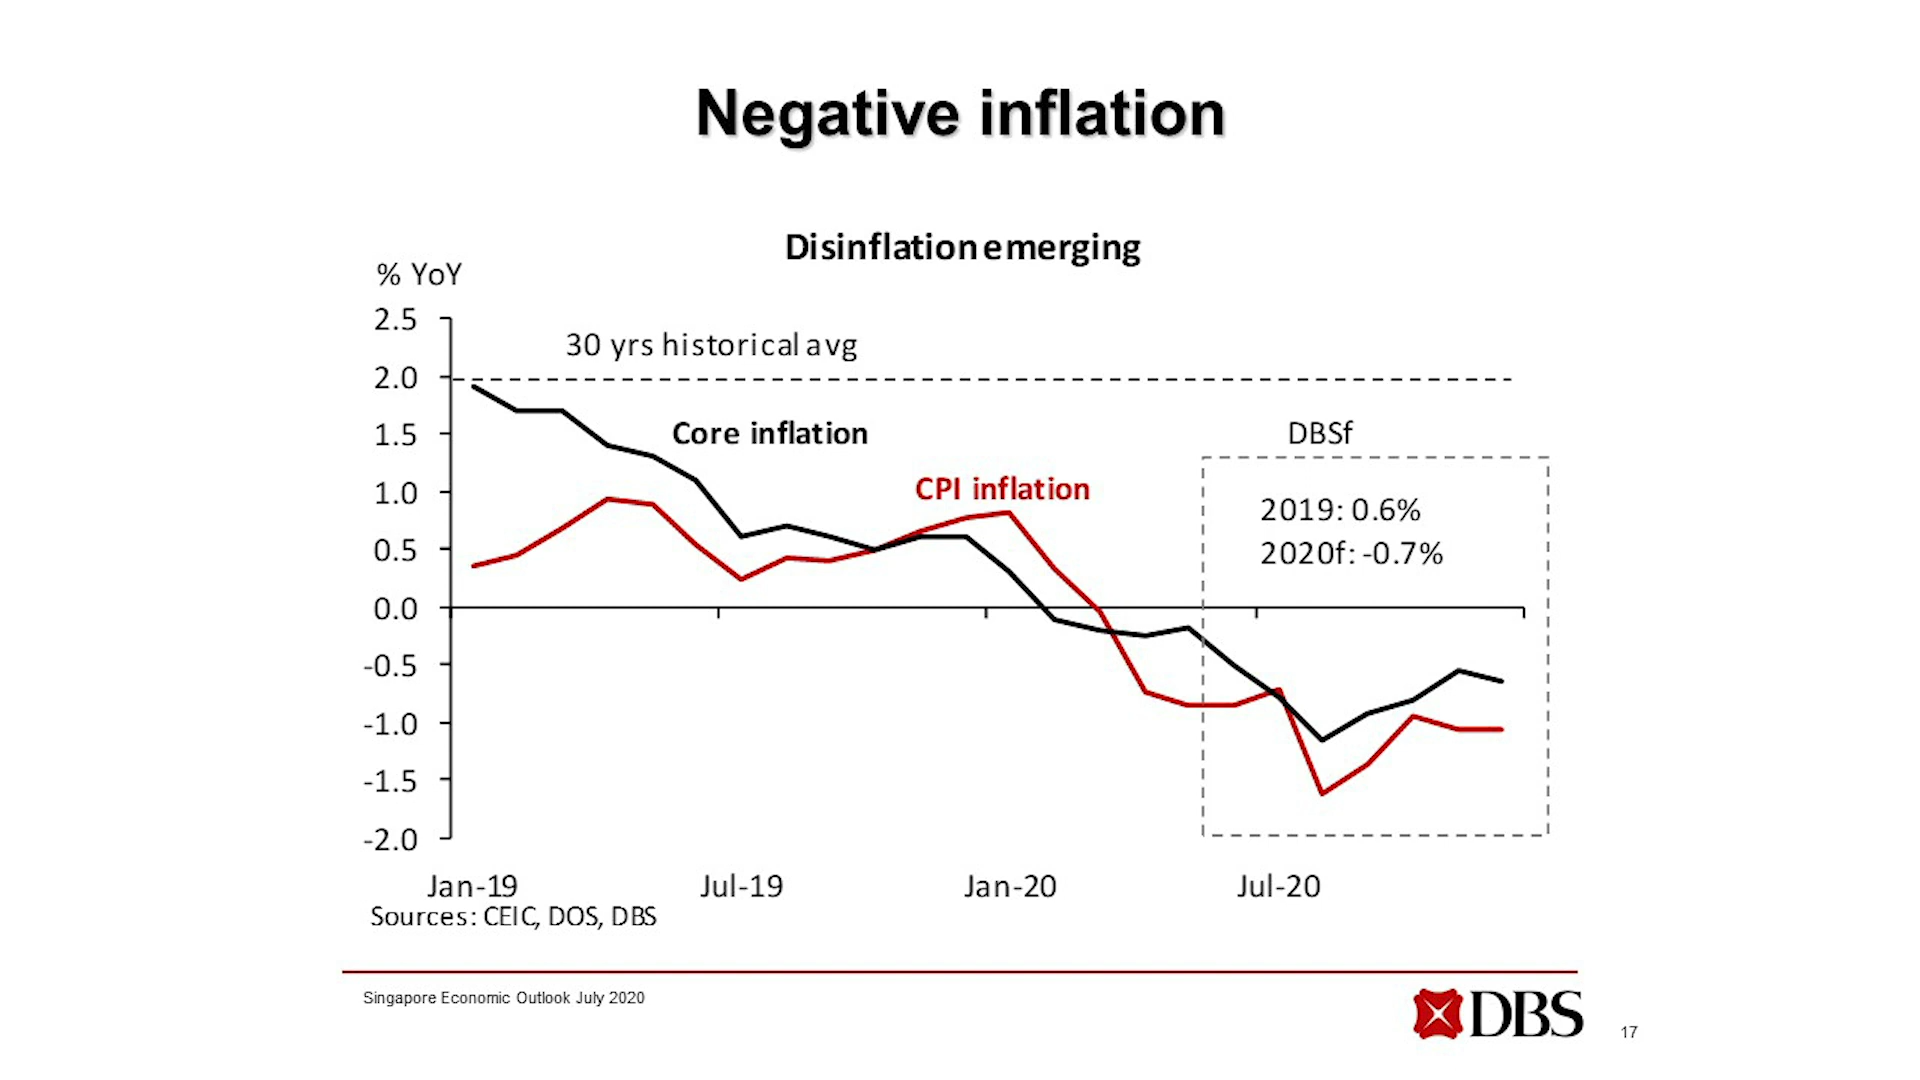 Negative inflation
Disinflation emerging
% YoY
2.5
30 yrs historical avg
2.0
Core inflation
1.5
DBSf
CPI inflation
1.0
2019: 0.6%
0.5
2020f: -0.7%
0.0
-0.5
-1.0
-1.5
-2.0
Jan-19 Jul-19 Jan-20 Jul-20
Sources: CEIC, DOS, DBS
Singapore Economic Outlook July 2020
DBS
17